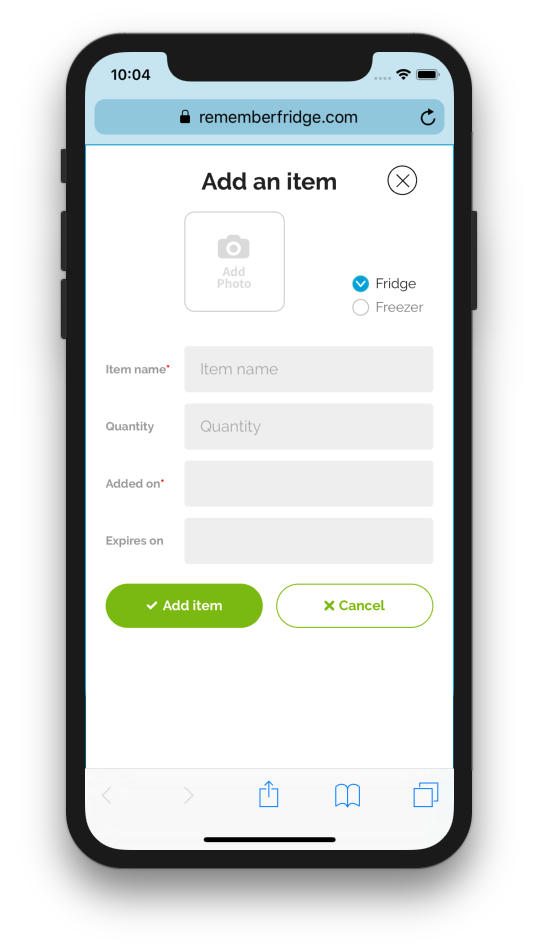 10:04
rememberfridge.com
Add an item
Add
Photo
Fridge
Freezer
Item name* Item name
Quantity Quantity
Added on*
Expires on
Add item Cancel